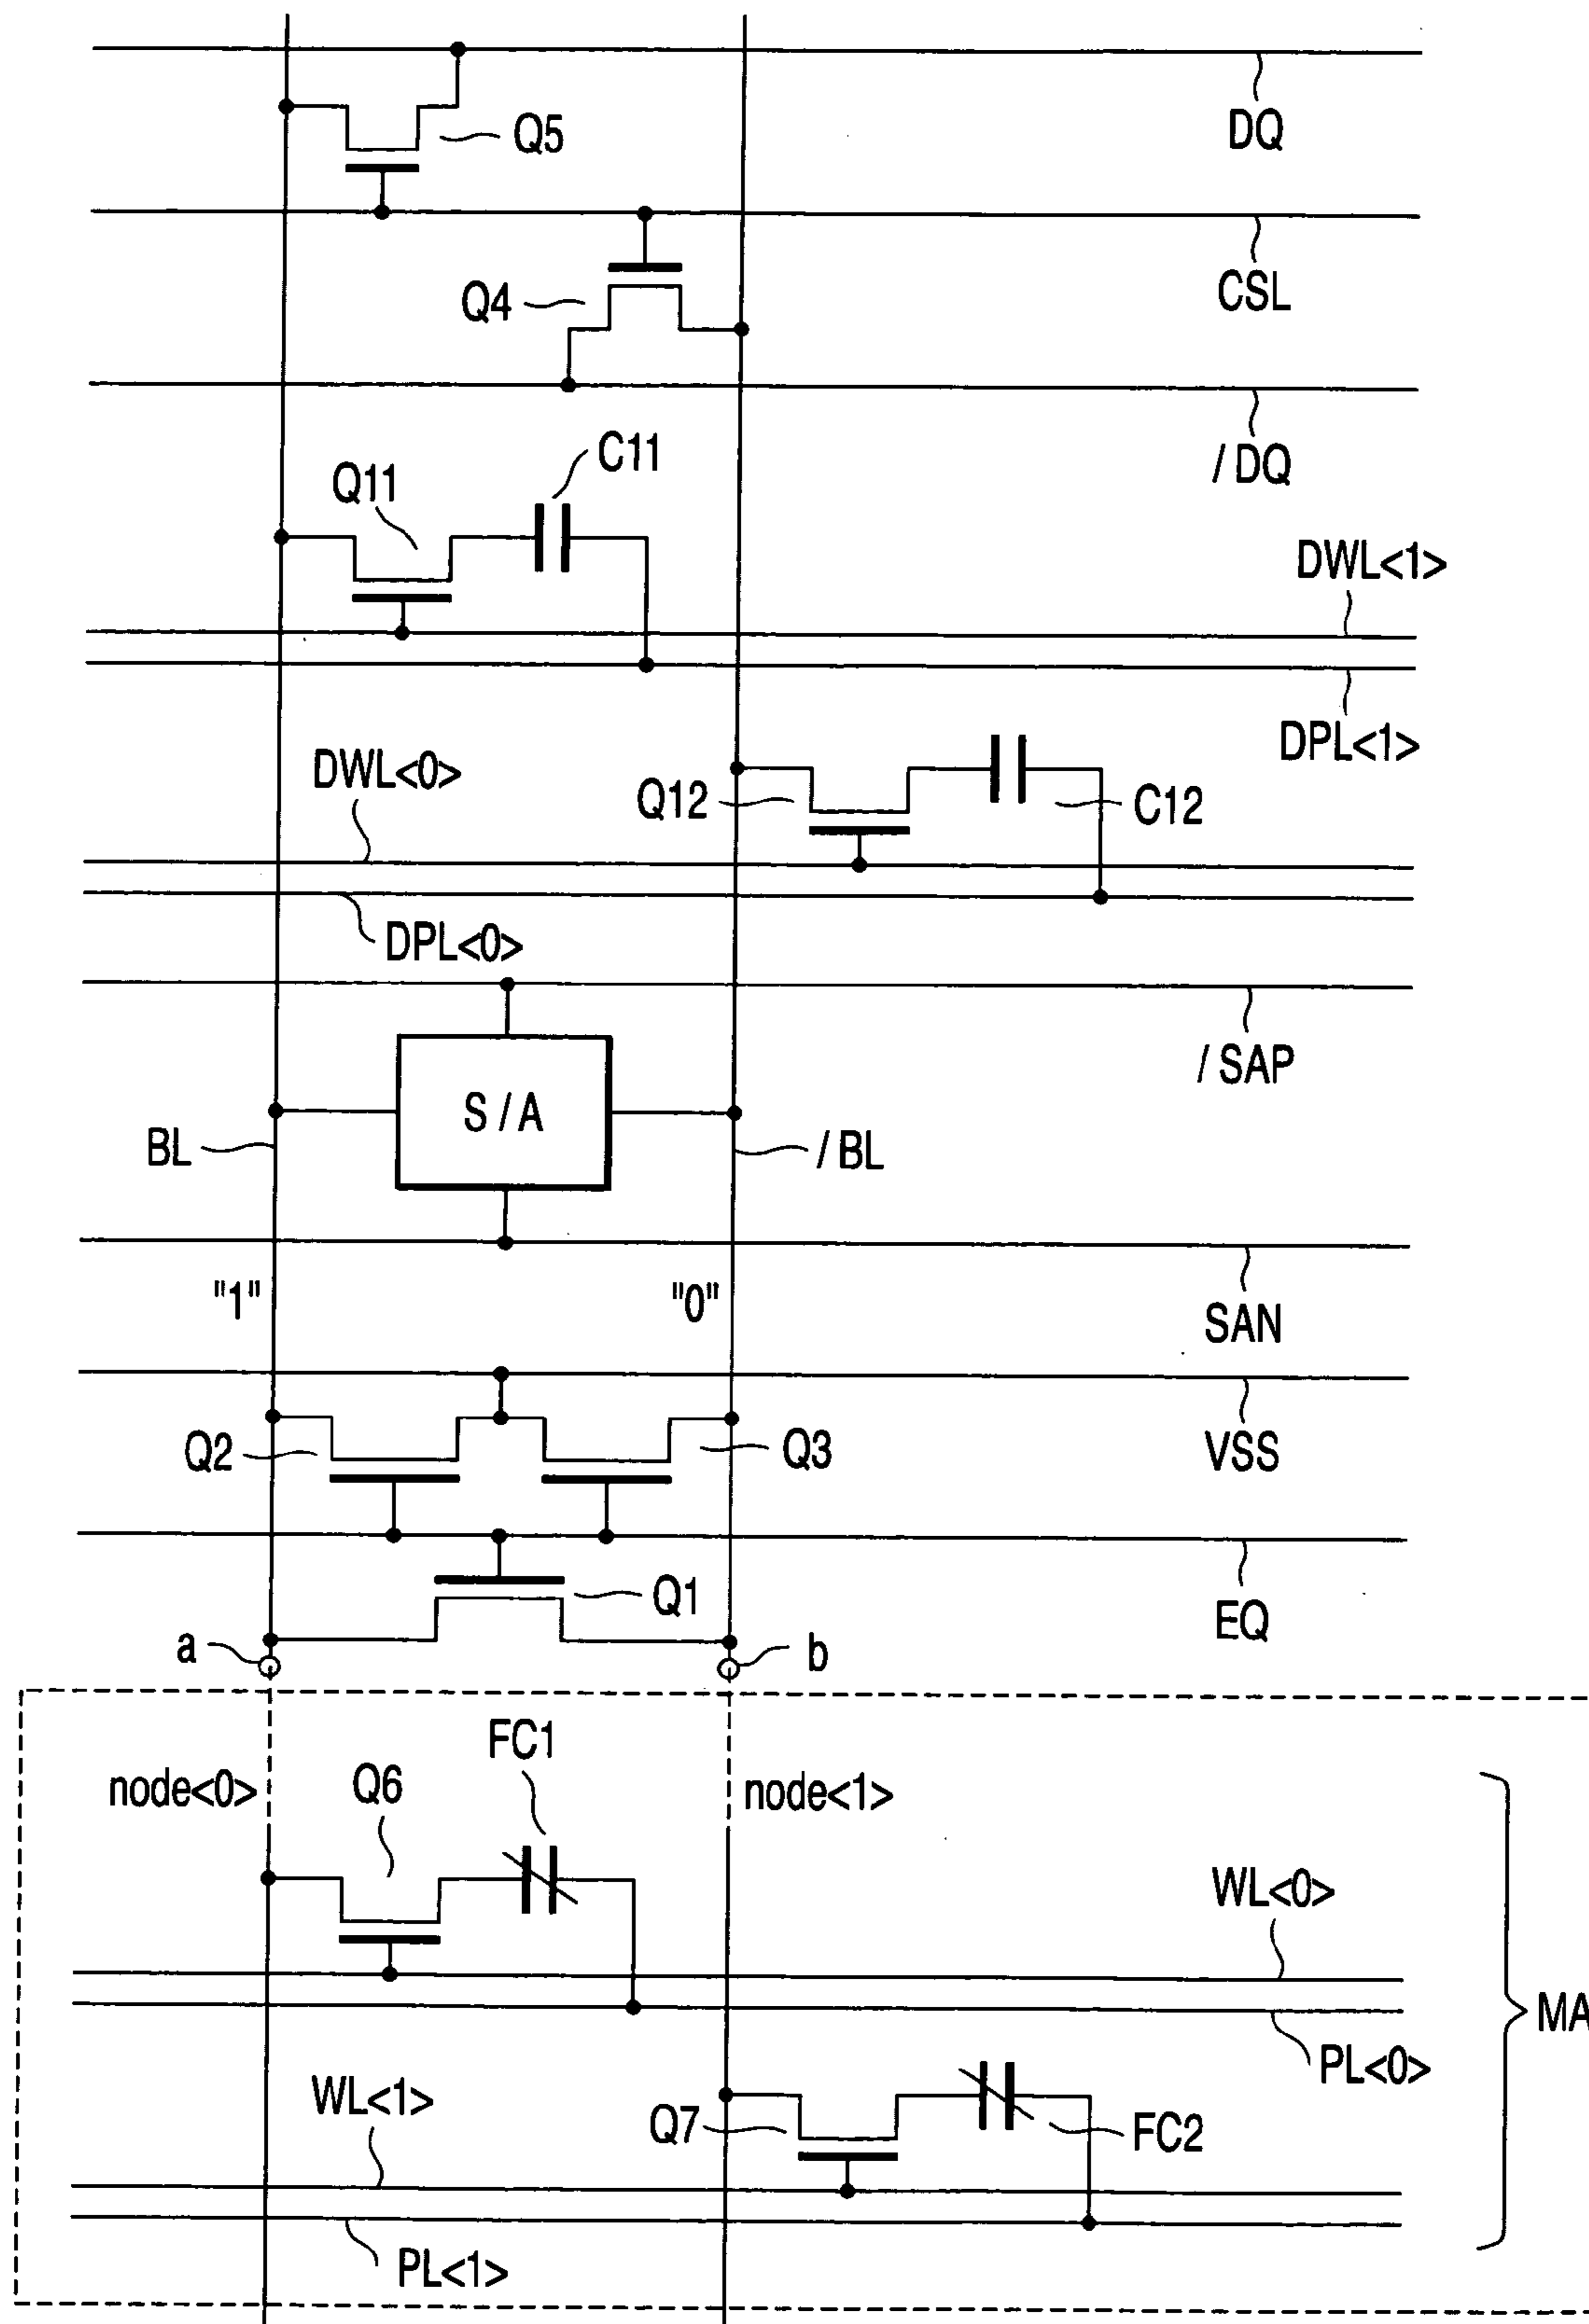 DQ
Q5
CSL
Q4
/ DQ
C11
Q11
DWL<1>
DPL<1>
DWL<0>
Q12
C12
DPL<0>
/ SAP
S / A
BL
/ BL
"1"
"0"
SAN
Q2
Q3
VSS
Q1
EQ
a
b
FC1
node<0>
Q6
node<1>
WL<0>
MA
PL<0>
WL<1>
Q7
FC2
PL<1>